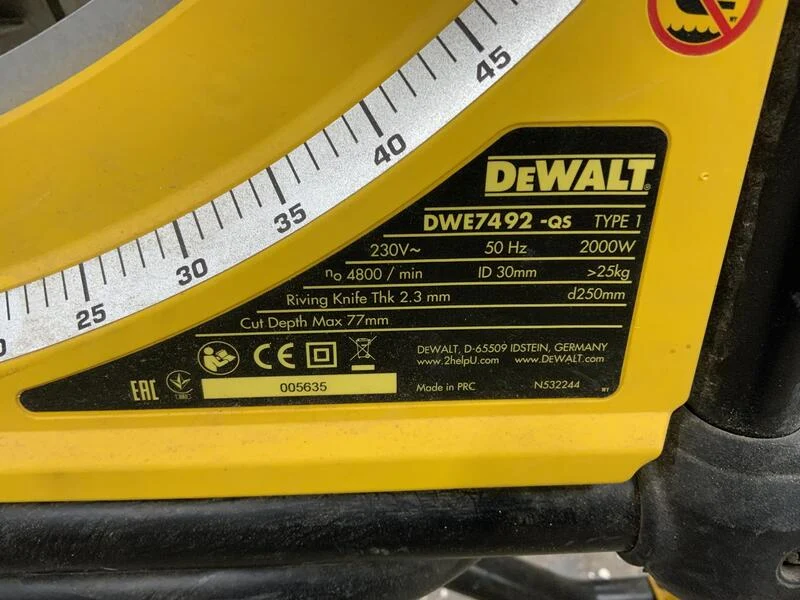 45
40
35
30
25
DEWALT®
DWE7492 -QS TYPE 1
230V~ 50 Hz 2000W
n₀ 4800 / min ID 30mm >25kg
Riving Knife Thk 2.3 mm d250mm
Cut Depth Max 77mm
DEWALT, D-65509 IDSTEIN, GERMANY
www.2helpU.com www.DEWALT.com
EAC
CE
005635
Made in PRC N532244